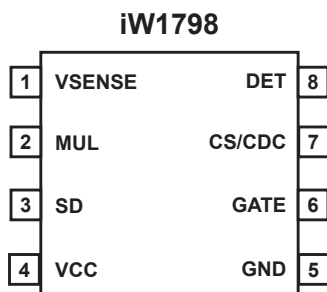 iW1798
1 VSENSE DET 8
2 MUL CS/CDC 7
3 SD GATE 6
4 VCC GND 5